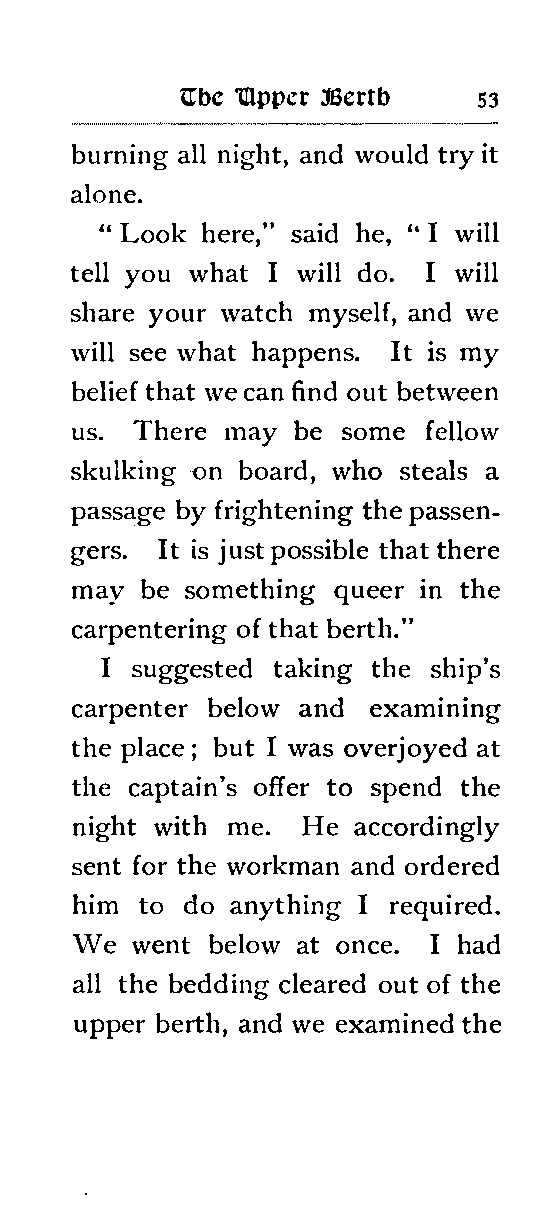 The Upper Berth 53
burning all night, and would try it
alone.
“ Look here,” said he, “ I will
tell you what I will do. I will
share your watch myself, and we
will see what happens. It is my
belief that we can find out between
us. There may be some fellow
skulking on board, who steals a
passage by frightening the passen-
gers. It is just possible that there
may be something queer in the
carpentering of that berth.”
I suggested taking the ship’s
carpenter below and examining
the place ; but I was overjoyed at
the captain’s offer to spend the
night with me. He accordingly
sent for the workman and ordered
him to do anything I required.
We went below at once. I had
all the bedding cleared out of the
upper berth, and we examined the